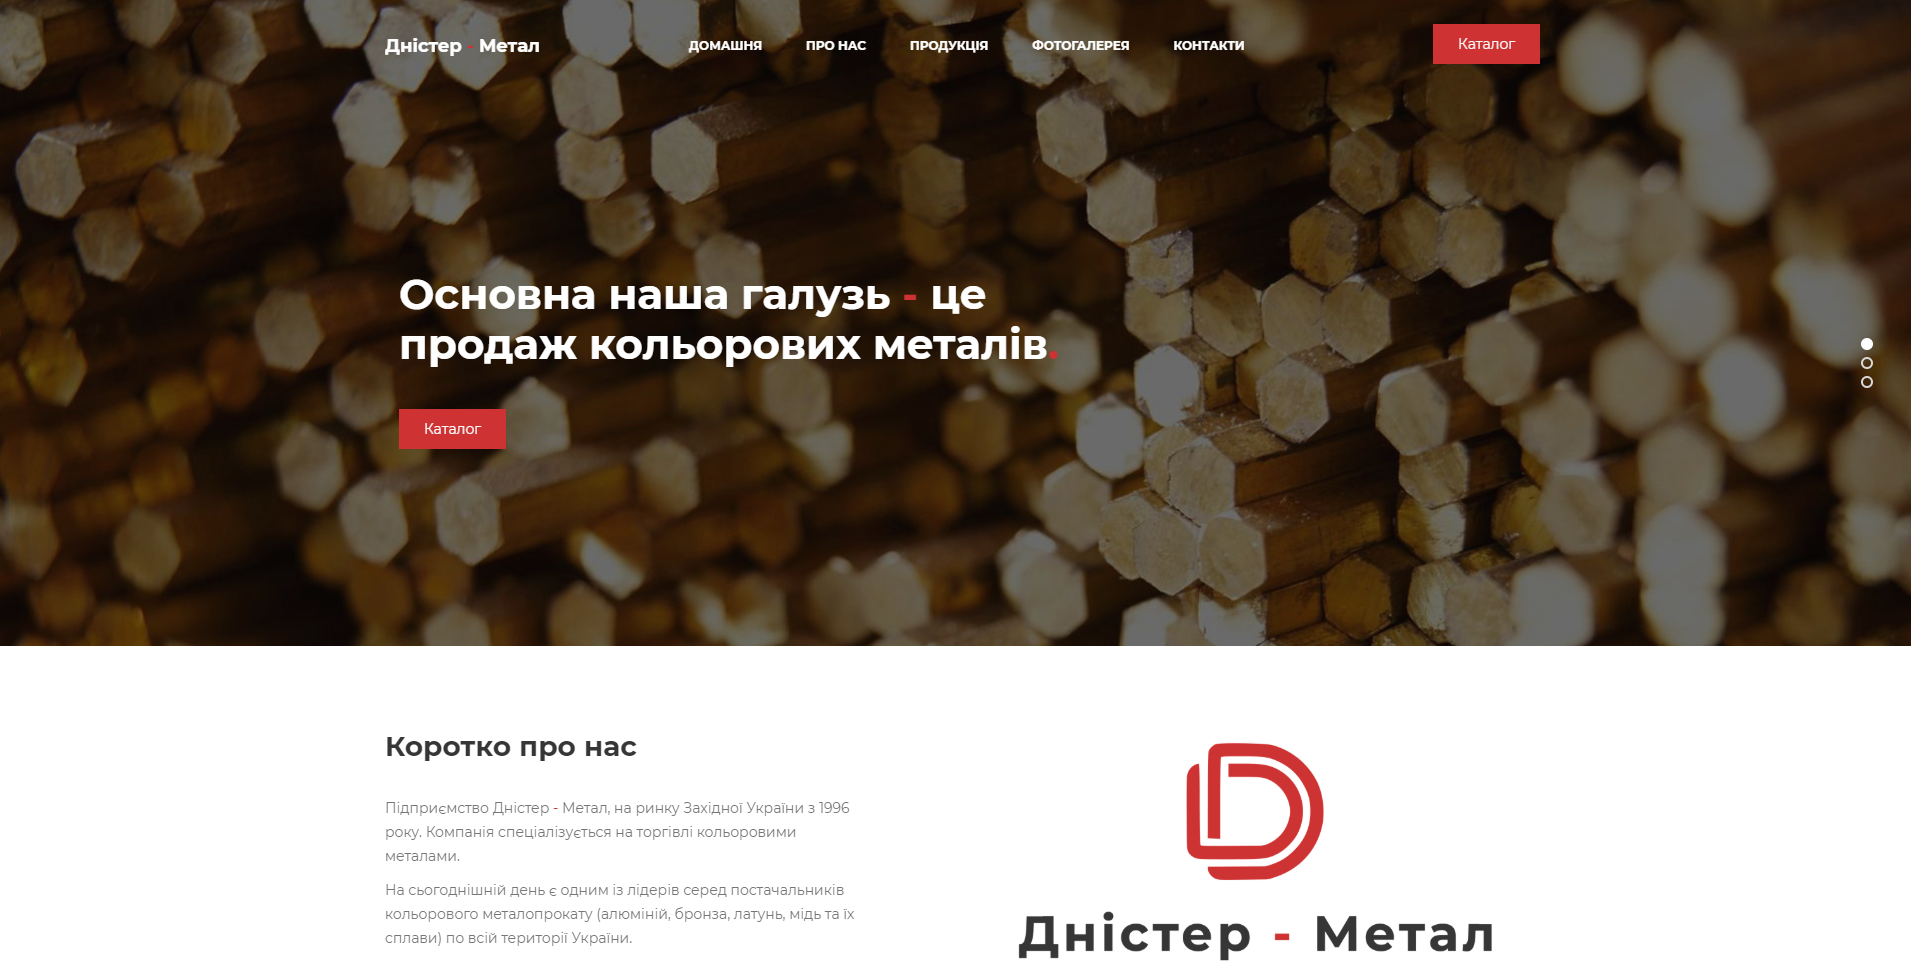 Дністер - Метал
ДОМАШНЯ
ПРО НАС
ПРОДУКЦІЯ
ФОТОГАЛЕРЕЯ
КОНТАКТИ
Каталог
Основна наша галузь - це
продаж кольорових металів.
Каталог
Коротко про нас
Підприємство Дністер - Метал, на ринку Західної України з 1996
року. Компанія спеціалізується на торгівлі кольоровими
металами.
На сьогоднішній день є одним із лідерів серед постачальників
кольорового металопрокату (алюміній, бронза, латунь, мідь та їх
сплави) по всій території України.
Дністер - Метал